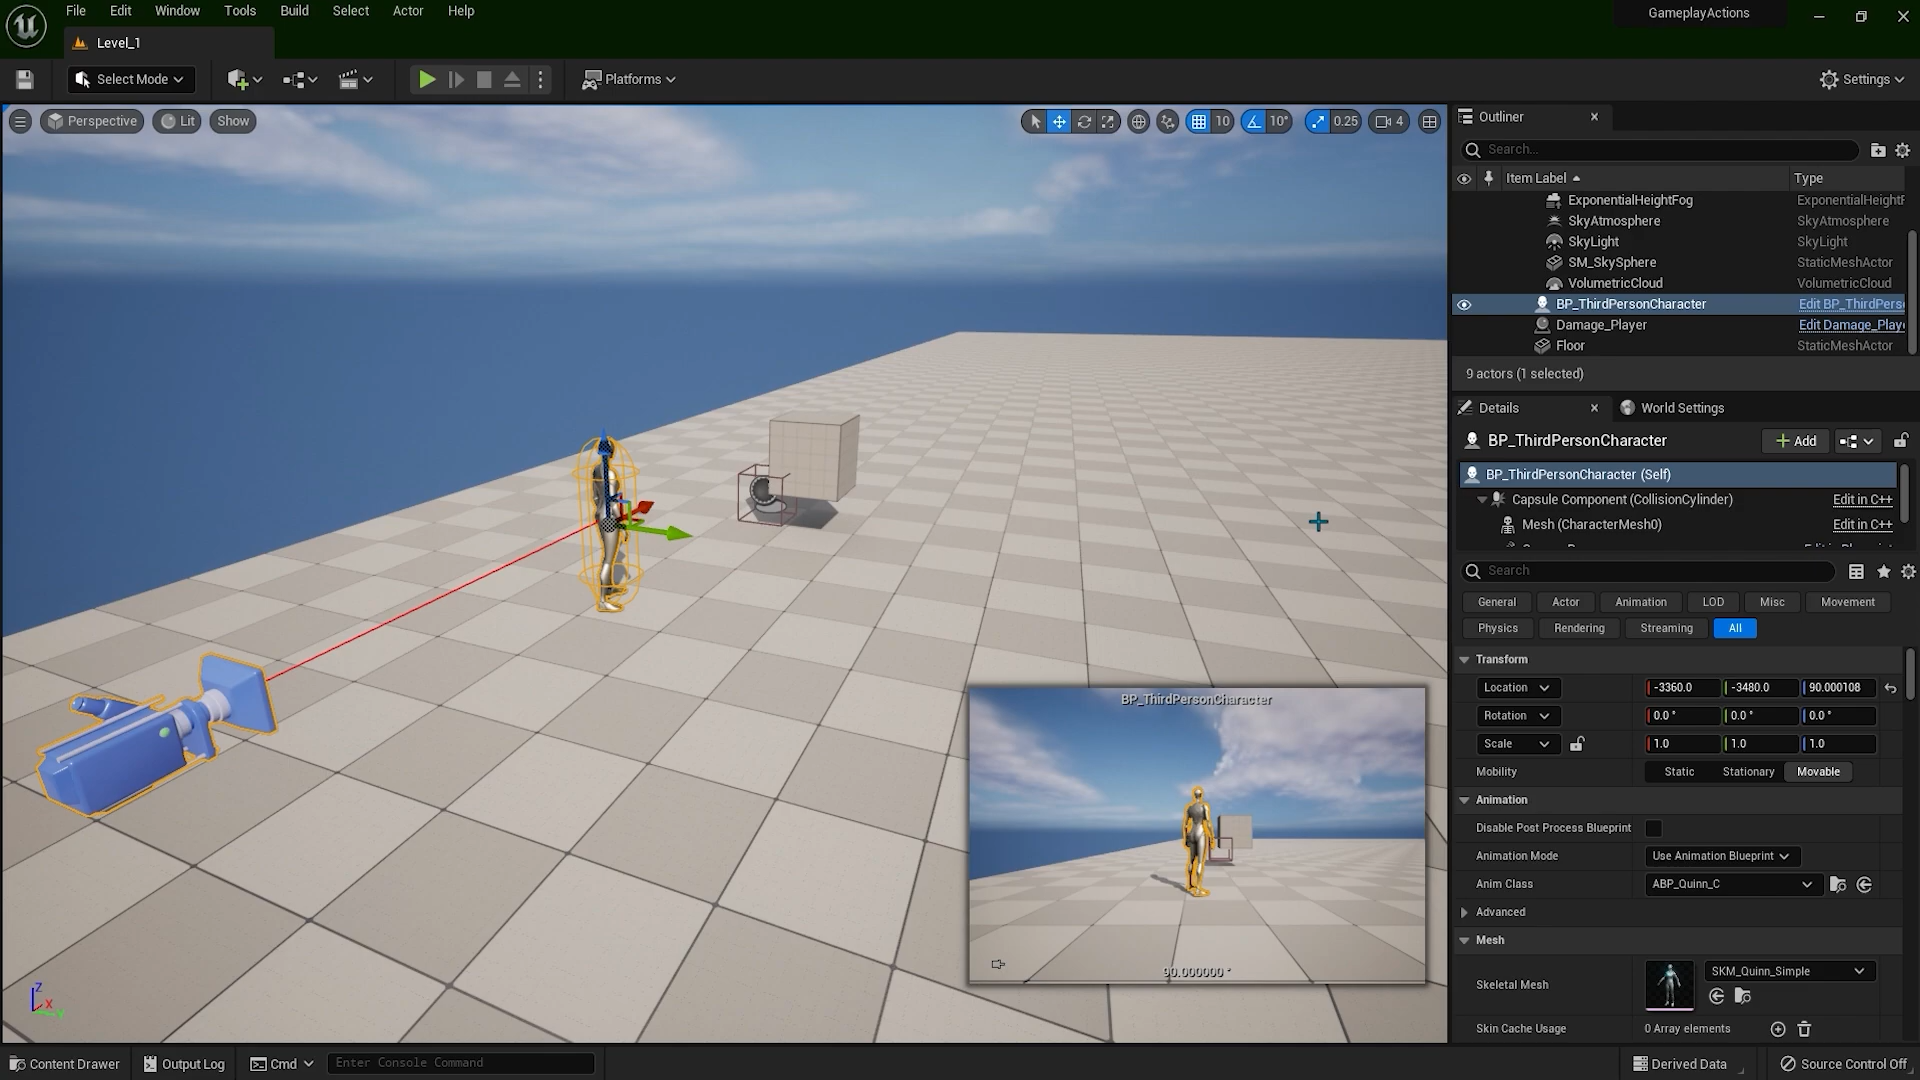 File Edit Window Tools Build Select Actor Help
GameplayActions
Level_1
Select Mode
Platforms
Settings
Perspective Lit Show
10 10° 0.25 4
Outliner
Search...
Item Label Type
ExponentialHeightFog ExponentialHeightF
SkyAtmosphere SkyAtmosphere
SkyLight SkyLight
SM_SkySphere StaticMeshActor
VolumetricCloud VolumetricCloud
BP_ThirdPersonCharacter Edit BP_ThirdPers
Damage_Player Edit Damage_Play
Floor StaticMeshActor
9 actors (1 selected)
Details World Settings
BP_ThirdPersonCharacter Add
BP_ThirdPersonCharacter (Self)
Capsule Component (CollisionCylinder) Edit in C++
Mesh (CharacterMesh0) Edit in C++
Search
General Actor Animation LOD Misc Movement
Physics Rendering Streaming All
Transform
Location -3360.0 -3480.0 90.000108
Rotation 0.0° 0.0° 0.0°
Scale 1.0 1.0 1.0
Mobility Static Stationary Movable
Animation
Disable Post Process Blueprint
Animation Mode Use Animation Blueprint
Anim Class ABP_Quinn_C
Advanced
Mesh
Skeletal Mesh SKM_Quinn_Simple
Skin Cache Usage 0 Array elements
BP_ThirdPersonCharacter
90.000000°
Z
X
Y
Content Drawer Output Log Cmd Enter Console Command
Derived Data Source Control Off